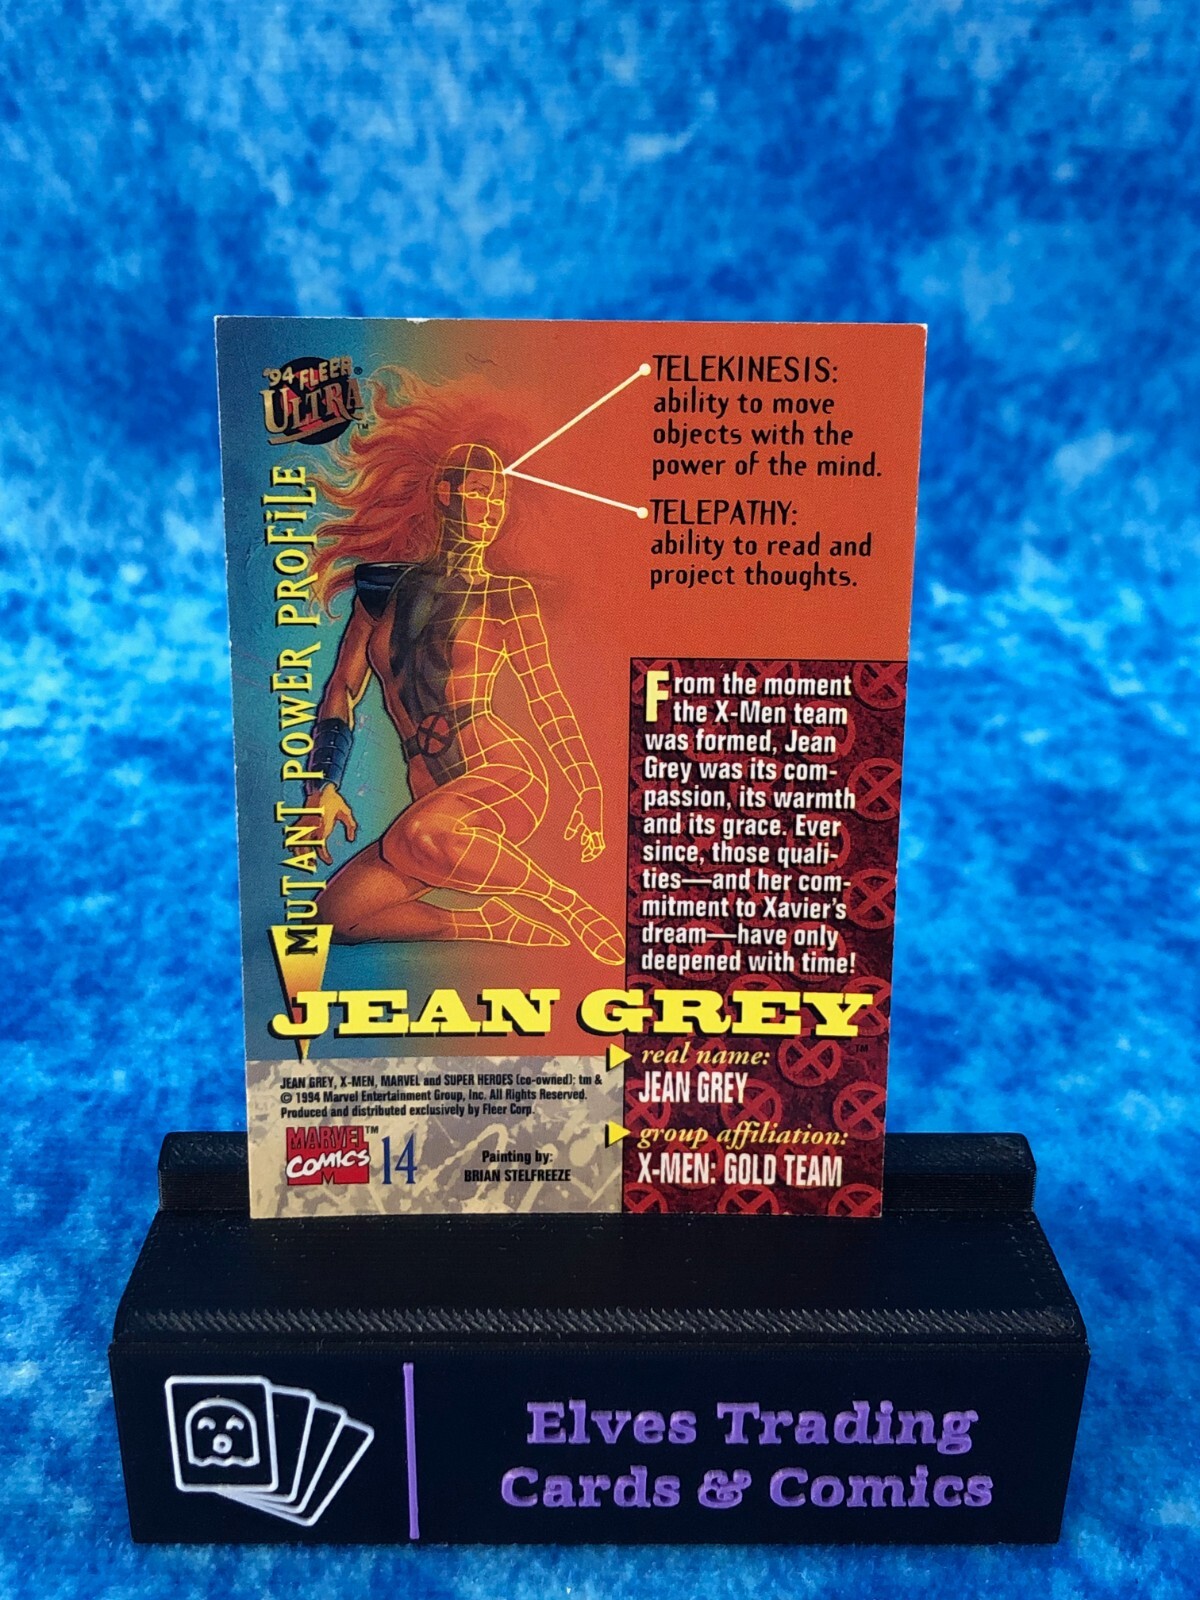 '94 FLEER®
ULTRA™
MUTANT POWER PROFILE
TELEKINESIS:
ability to move
objects with the
power of the mind.
TELEPATHY:
ability to read and
project thoughts.
From the moment
the X-Men team
was formed, Jean
Grey was its com-
passion, its warmth
and its grace. Ever
since, those quali-
ties—and her com-
mitment to Xavier's
dream—have only
deepened with time!
JEAN GREY™
real name:
JEAN GREY
group affiliation:
X-MEN: GOLD TEAM
JEAN GREY, X-MEN, MARVEL and SUPER HEROES (co-owned); tm &
© 1994 Marvel Entertainment Group, Inc. All Rights Reserved.
Produced and distributed exclusively by Fleer Corp.
MARVEL™
COMICS
M
14
Painting by:
BRIAN STELFREEZE
Elves Trading
Cards & Comics